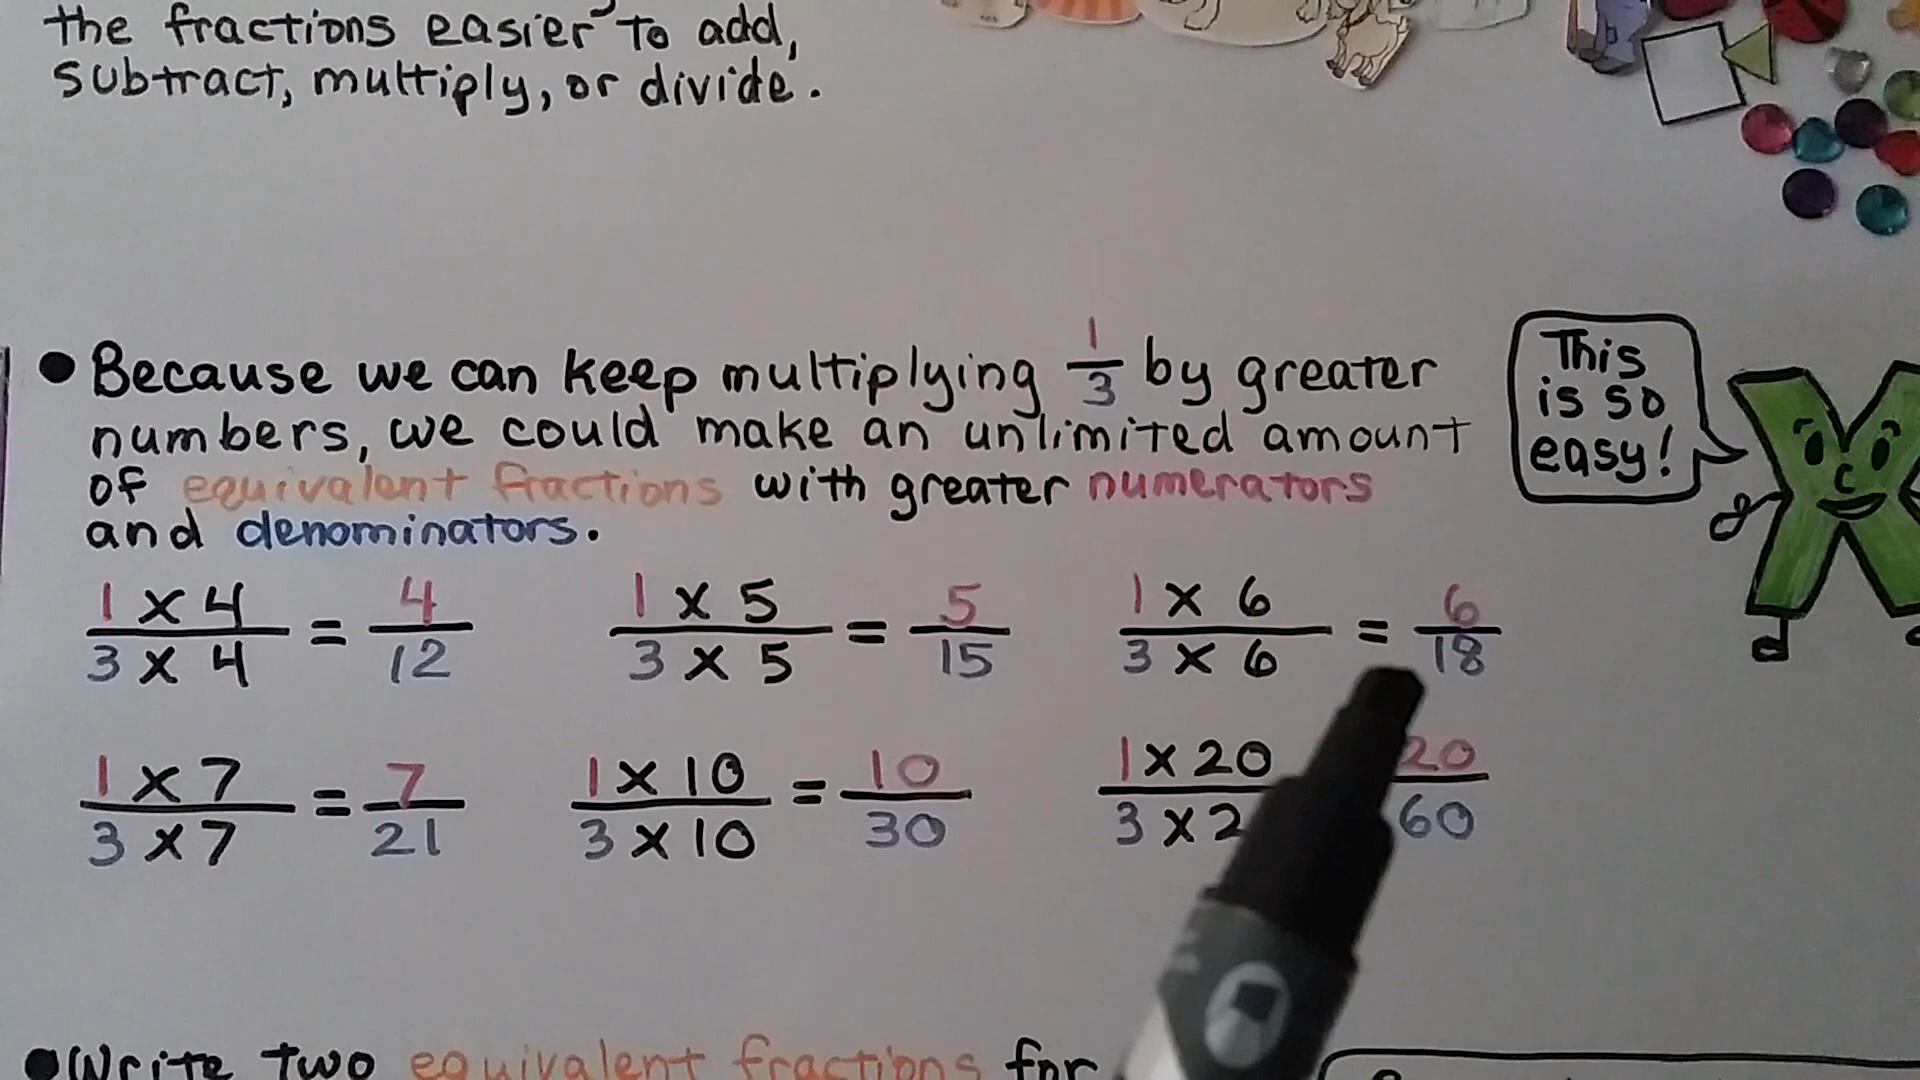 the fractions easier to add,
subtract, multiply, or divide.
• Because we can keep multiplying 1/3 by greater
numbers, we could make an unlimited amount
of equivalent fractions with greater numerators
and denominators.
This
is so
easy!
1 x 4 / 3 x 4 = 4/12
1 x 5 / 3 x 5 = 5/15
1 x 6 / 3 x 6 = 6/18
1 x 7 / 3 x 7 = 7/21
1 x 10 / 3 x 10 = 10/30
1 x 20 / 3 x 2 20/60
• Write two equivalent fractions for